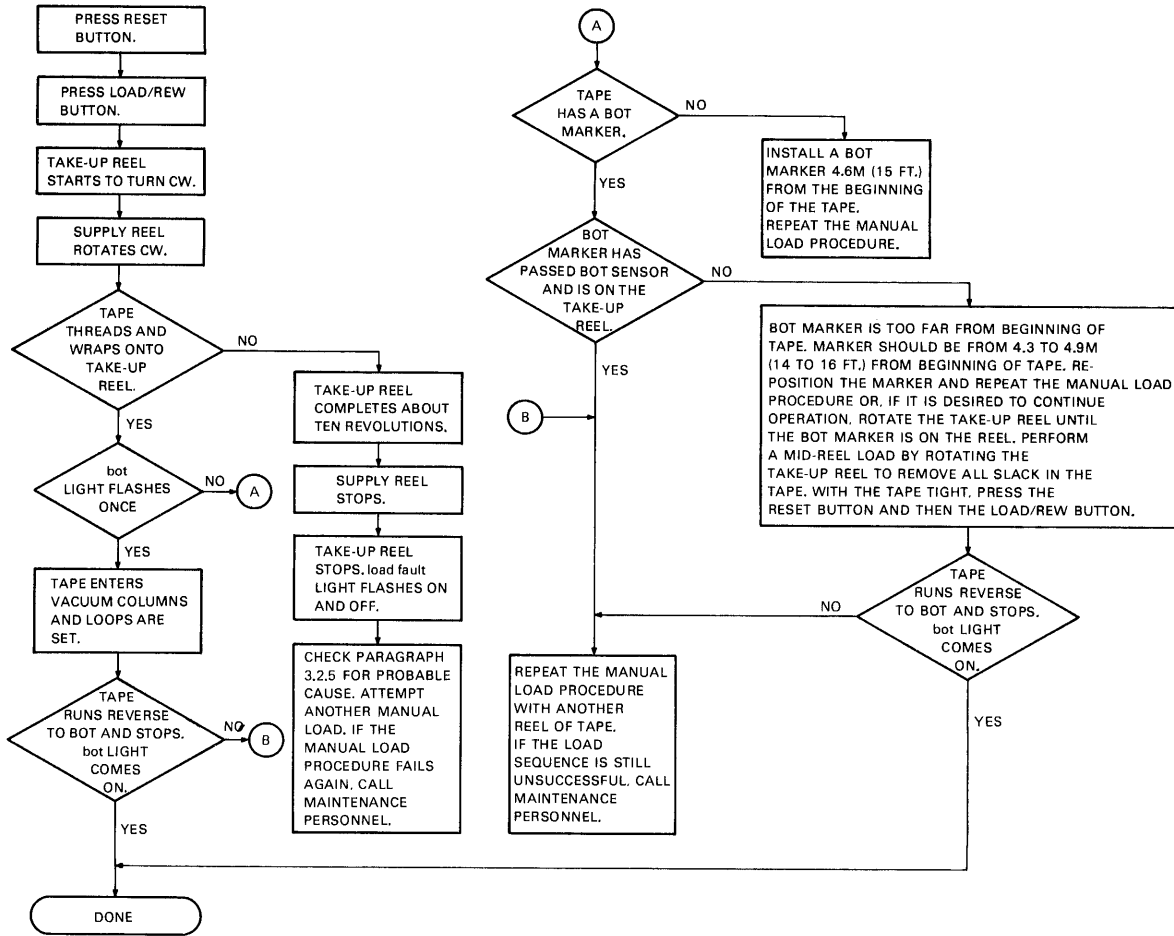 PRESS RESET
BUTTON.
PRESS LOAD/REW
BUTTON.
TAKE-UP REEL
STARTS TO TURN CW.
SUPPLY REEL
ROTATES CW.
TAPE
THREADS AND
WRAPS ONTO
TAKE-UP
REEL.
NO
YES
bot
LIGHT FLASHES
ONCE
NO
A
YES
TAPE ENTERS
VACUUM COLUMNS
AND LOOPS ARE
SET.
TAPE
RUNS REVERSE
TO BOT AND STOPS.
bot LIGHT
COMES
ON.
NO
B
YES
DONE
TAKE-UP REEL
COMPLETES ABOUT
TEN REVOLUTIONS.
SUPPLY REEL
STOPS.
TAKE-UP REEL
STOPS. load fault
LIGHT FLASHES ON
AND OFF.
CHECK PARAGRAPH
3.2.5 FOR PROBABLE
CAUSE. ATTEMPT
ANOTHER MANUAL
LOAD. IF THE
MANUAL LOAD
PROCEDURE FAILS
AGAIN, CALL
MAINTENANCE
PERSONNEL.
A
TAPE
HAS A BOT
MARKER.
NO
INSTALL A BOT
MARKER 4.6M (15 FT.)
FROM THE BEGINNING
OF THE TAPE.
REPEAT THE MANUAL
LOAD PROCEDURE.
YES
BOT
MARKER HAS
PASSED BOT SENSOR
AND IS ON THE
TAKE-UP
REEL.
NO
YES
B
BOT MARKER IS TOO FAR FROM BEGINNING OF
TAPE. MARKER SHOULD BE FROM 4.3 TO 4.9M
(14 TO 16 FT.) FROM BEGINNING OF TAPE. RE-
POSITION THE MARKER AND REPEAT THE MANUAL LOAD
PROCEDURE OR, IF IT IS DESIRED TO CONTINUE
OPERATION, ROTATE THE TAKE-UP REEL UNTIL
THE BOT MARKER IS ON THE REEL. PERFORM
A MID-REEL LOAD BY ROTATING THE
TAKE-UP REEL TO REMOVE ALL SLACK IN THE
TAPE. WITH THE TAPE TIGHT, PRESS THE
RESET BUTTON AND THEN THE LOAD/REW BUTTON.
TAPE
RUNS REVERSE
TO BOT AND STOPS.
bot LIGHT
COMES
ON.
NO
YES
REPEAT THE MANUAL
LOAD PROCEDURE
WITH ANOTHER
REEL OF TAPE.
IF THE LOAD
SEQUENCE IS STILL
UNSUCCESSFUL, CALL
MAINTENANCE
PERSONNEL.